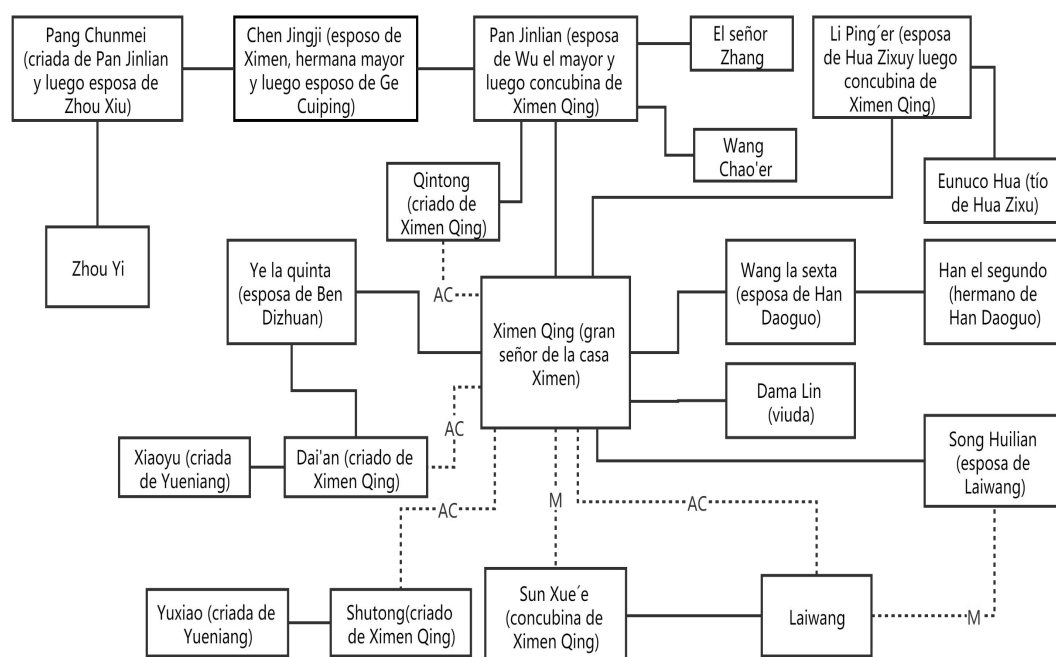 Pang Chunmei
(criada de Pan Jinlian
y luego esposa de
Zhou Xiu)
Chen Jingji (esposo de
Ximen, hermana mayor
y luego esposo de Ge
Cuiping)
Pan Jinlian (esposa
de Wu el mayor y
luego concubina de
Ximen Qing)
El señor
Zhang
Li Ping´er (esposa
de Hua Zixuy luego
concubina de
Ximen Qing)
Wang
Chao'er
Qintong
(criado de
Ximen Qing)
Eunuco Hua (tío
de Hua Zixu)
Zhou Yi
Ye la quinta
(esposa de Ben
Dizhuan)
AC
Ximen Qing (gran
señor de la casa
Ximen)
Wang la sexta
(esposa de Han
Daoguo)
Han el segundo
(hermano de
Han Daoguo)
Dama Lin
(viuda)
AC
Xiaoyu (criada
de Yueniang)
Dai'an (criado de
Ximen Qing)
Song Huilian
(esposa de
Laiwang)
AC
M
AC
Yuxiao (criada de
Yueniang)
Shutong(criado
de Ximen Qing)
Sun Xue´e
(concubina de
Ximen Qing)
Laiwang
M